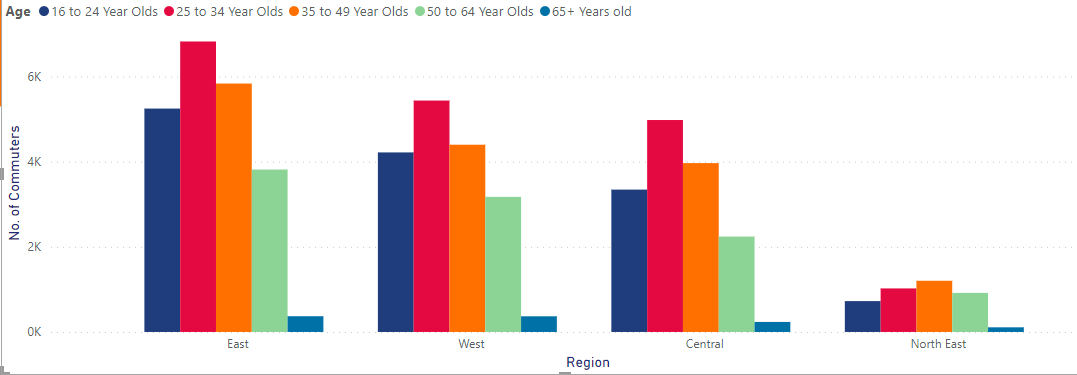 Age 16 to 24 Year Olds 25 to 34 Year Olds 35 to 49 Year Olds 50 to 64 Year Olds 65+ Years old
6K
4K
2K
0K
No. of Commuters
East West Central North East
Region